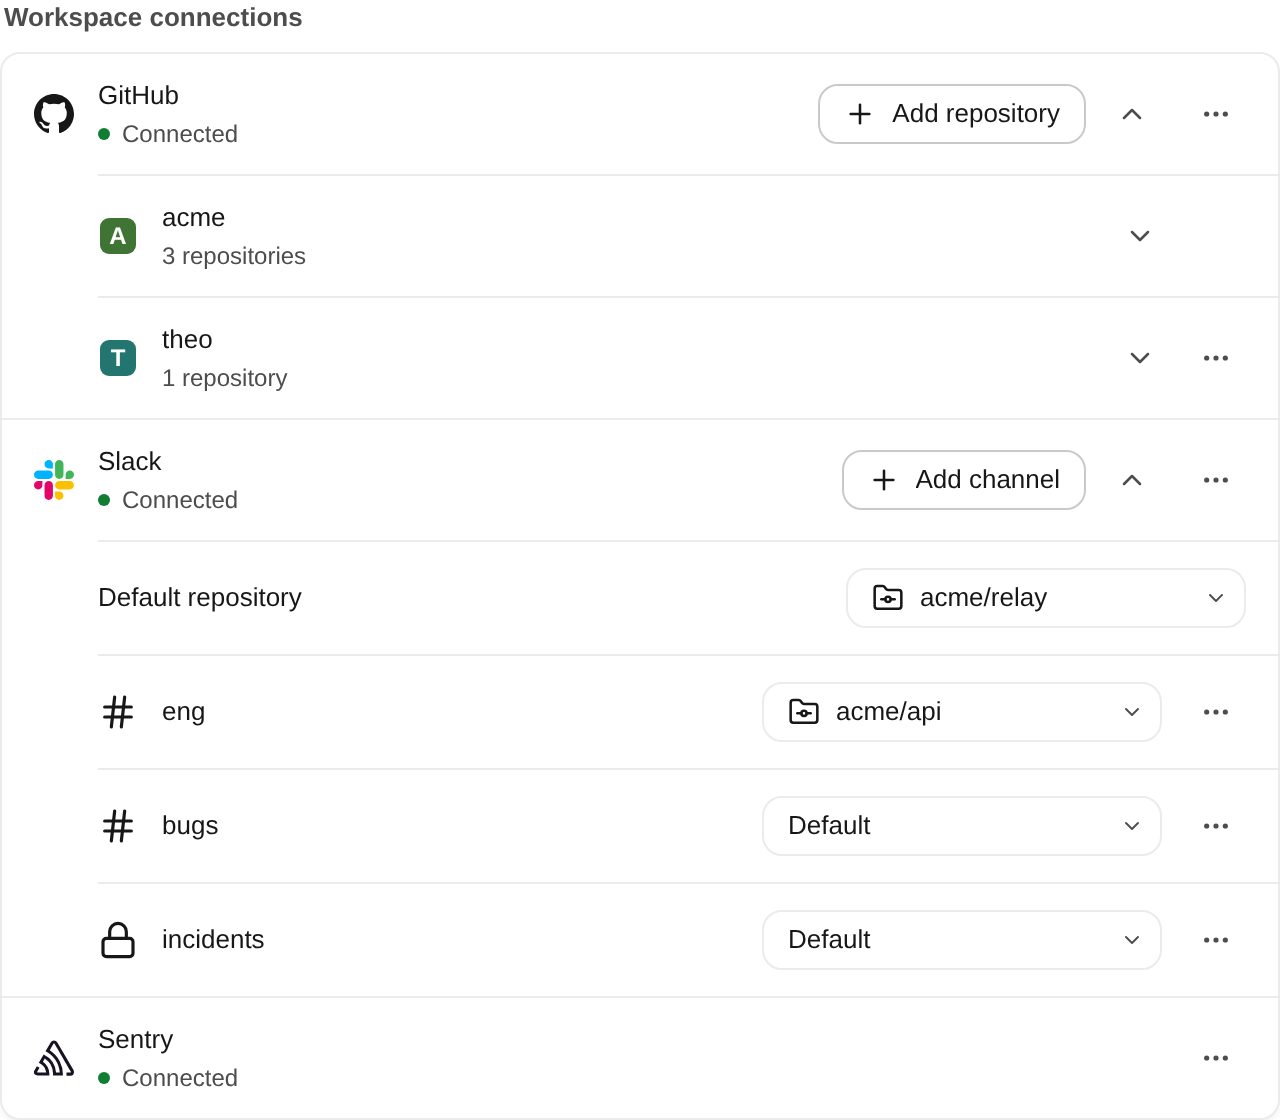 Workspace connections
GitHub
Connected
Add repository
A
acme
3 repositories
T
theo
1 repository
Slack
Connected
Add channel
Default repository
acme/relay
eng
acme/api
bugs
Default
incidents
Default
Sentry
Connected